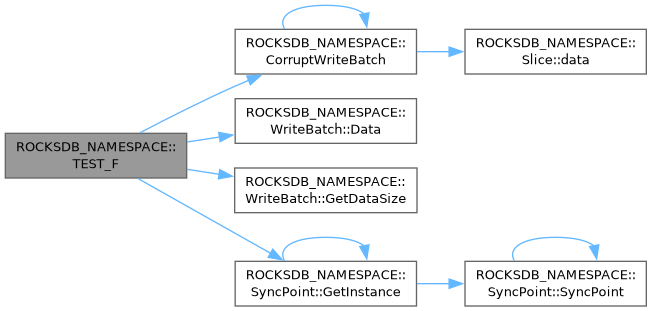 ROCKSDB_NAMESPACE::
TEST_F
ROCKSDB_NAMESPACE::
CorruptWriteBatch
ROCKSDB_NAMESPACE::
Slice::data
ROCKSDB_NAMESPACE::
WriteBatch::Data
ROCKSDB_NAMESPACE::
WriteBatch::GetDataSize
ROCKSDB_NAMESPACE::
SyncPoint::GetInstance
ROCKSDB_NAMESPACE::
SyncPoint::SyncPoint